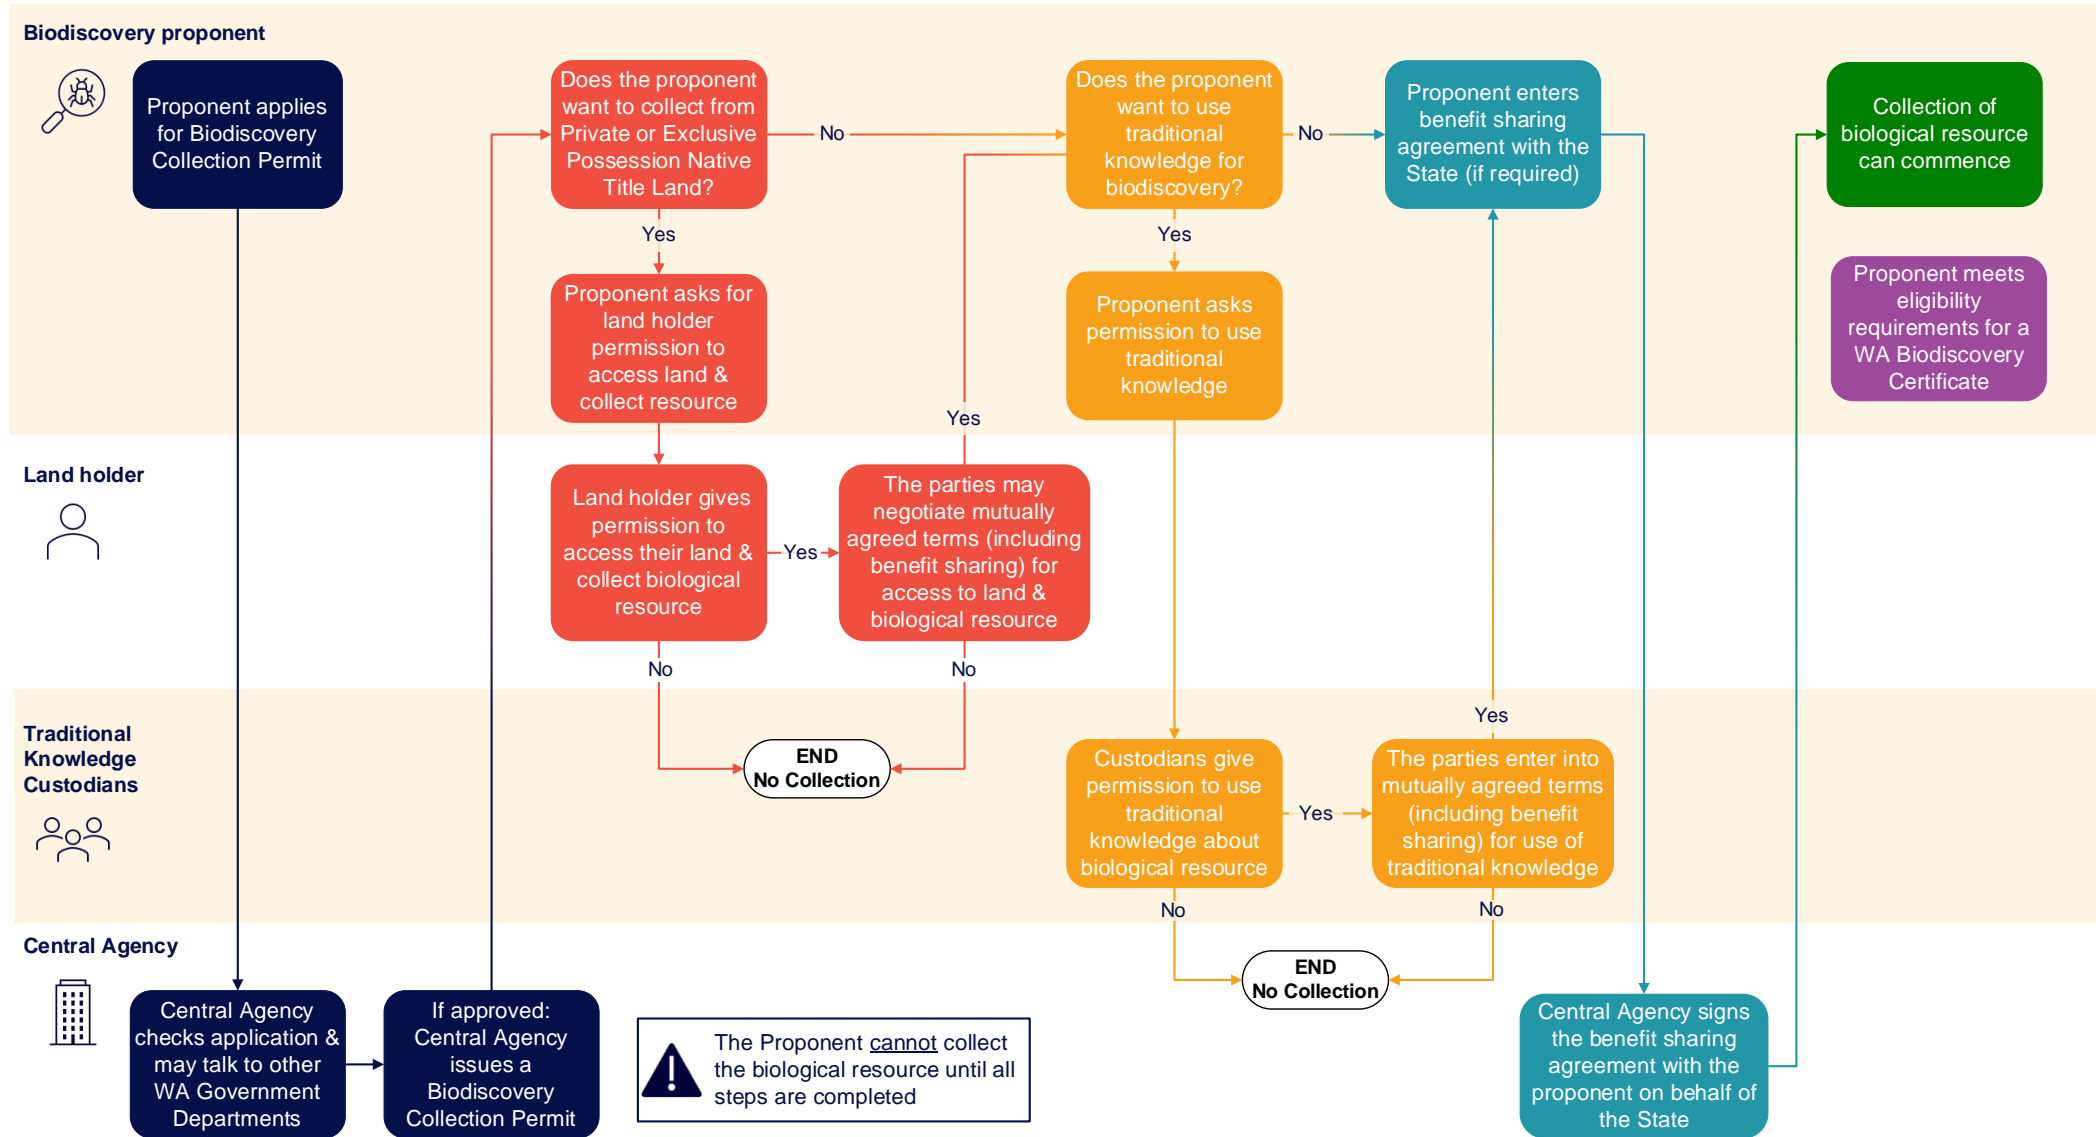 Biodiscovery proponent
Proponent applies
for Biodiscovery
Collection Permit
Does the proponent
want to collect from
Private or Exclusive
Possession Native
Title Land?
No
Does the proponent
want to use
traditional
knowledge for
biodiscovery?
No
Proponent enters
benefit sharing
agreement with the
State (if required)
Collection of
biological resource
can commence
Yes
Yes
Proponent asks for
land holder
permission to
access land &
collect resource
Proponent asks
permission to use
traditional
knowledge
Proponent meets
eligibility
requirements for a
WA Biodiscovery
Certificate
Yes
Land holder
Land holder gives
permission to
access their land &
collect biological
resource
Yes
The parties may
negotiate mutually
agreed terms (including
benefit sharing) for
access to land &
biological resource
No
No
Traditional
Knowledge
Custodians
END
No Collection
Yes
Custodians give
permission to use
traditional
knowledge about
biological resource
Yes
The parties enter into
mutually agreed terms
(including benefit
sharing) for use of
traditional knowledge
No
No
Central Agency
END
No Collection
Central Agency
checks application &
may talk to other
WA Government
Departments
If approved:
Central Agency
issues a
Biodiscovery
Collection Permit
The Proponent cannot collect
the biological resource until all
steps are completed
Central Agency signs
the benefit sharing
agreement with the
proponent on behalf of
the State